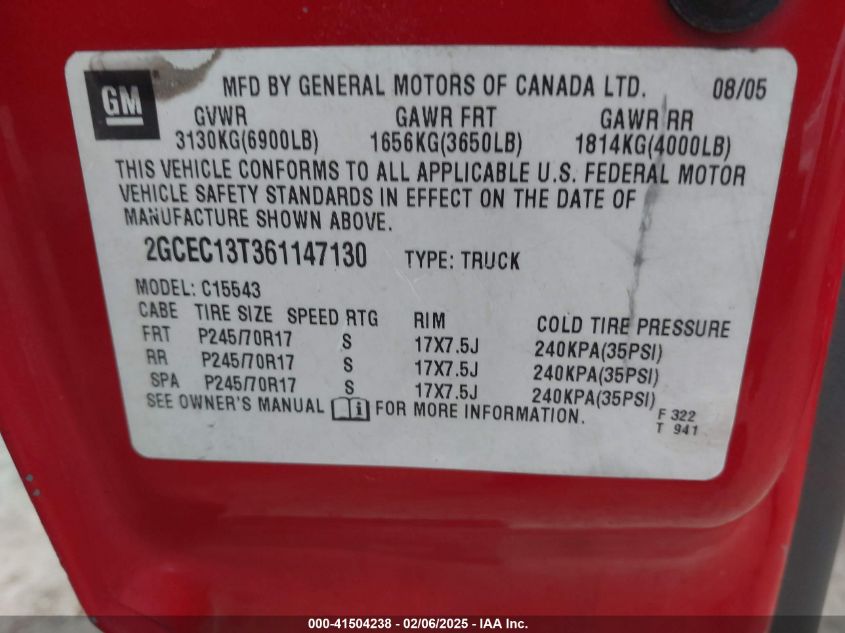 GM
MFD BY GENERAL MOTORS OF CANADA LTD. 08/05
GVWR GAWR FRT GAWR RR
3130KG(6900LB) 1656KG(3650LB) 1814KG(4000LB)
THIS VEHICLE CONFORMS TO ALL APPLICABLE U.S. FEDERAL MOTOR
VEHICLE SAFETY STANDARDS IN EFFECT ON THE DATE OF
MANUFACTURE SHOWN ABOVE.
2GCEC13T361147130 TYPE: TRUCK
MODEL: C15543
CABE TIRE SIZE SPEED RTG RIM COLD TIRE PRESSURE
FRT P245/70R17 S 17X7.5J 240KPA(35PSI)
RR P245/70R17 S 17X7.5J 240KPA(35PSI)
SPA P245/70R17 S 17X7.5J 240KPA(35PSI)
SEE OWNER'S MANUAL i FOR MORE INFORMATION.
F 322
T 941
000-41504238 - 02/06/2025 - IAA Inc.